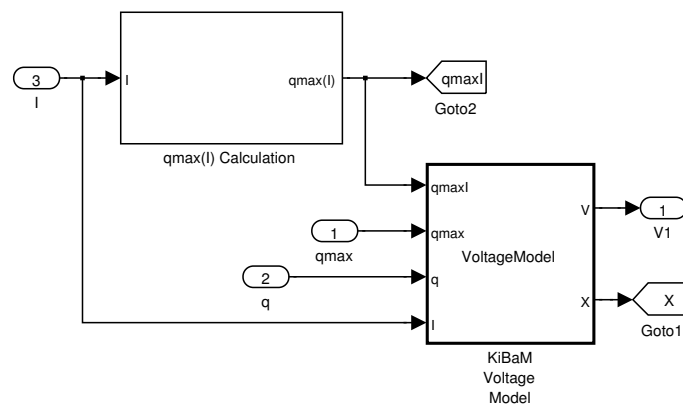 3
I
I
qmax(I)
qmax(I) Calculation
qmaxI
Goto2
1
qmax
2
q
qmaxI
qmax
q
I
VoltageModel
V
X
KiBaM
Voltage
Model
1
V1
X
Goto1